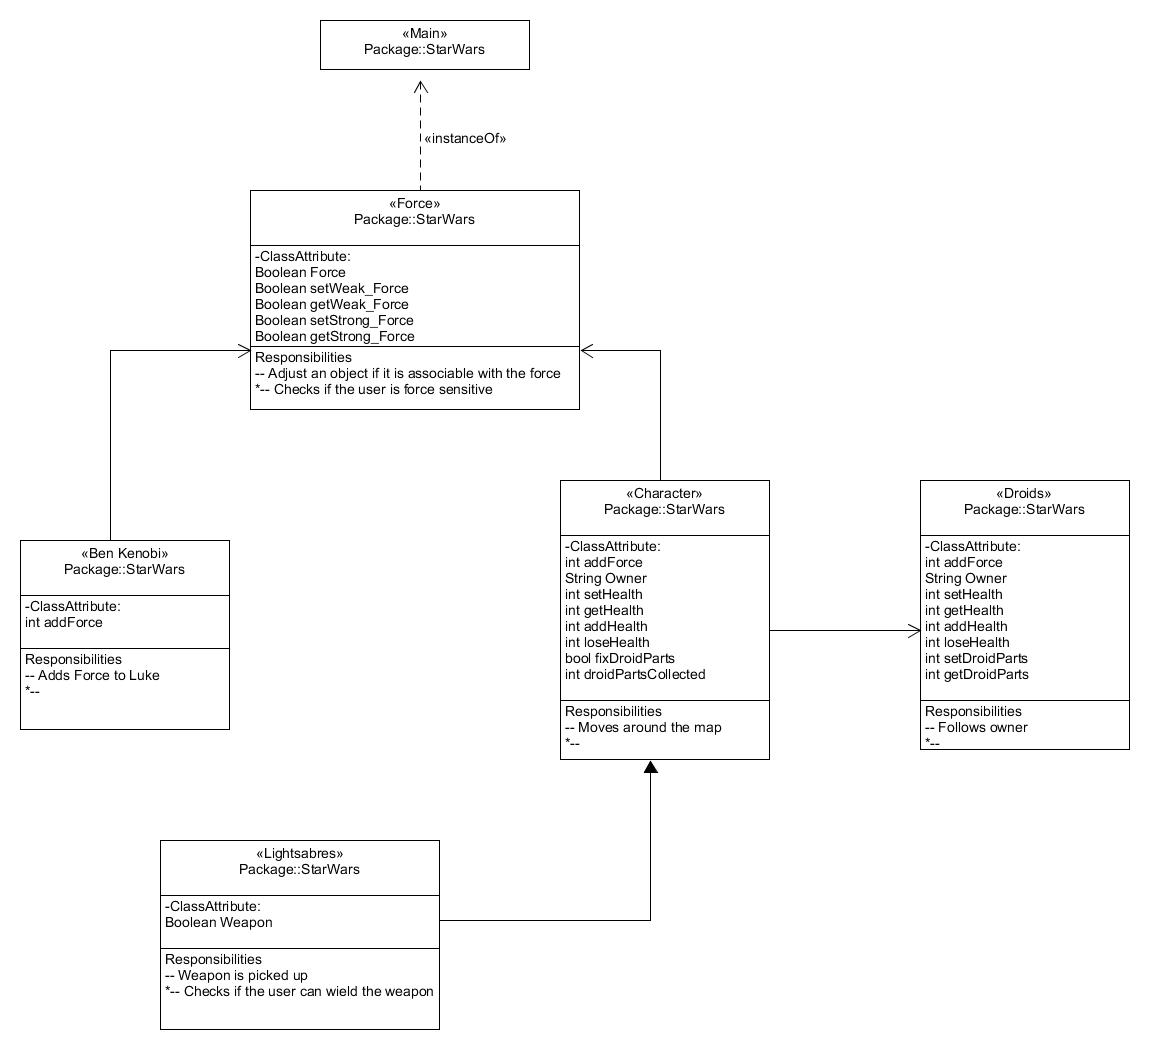 «Main»
Package::StarWars
«instanceOf»
«Force»
Package::StarWars
-ClassAttribute:
Boolean Force
Boolean setWeak_Force
Boolean getWeak_Force
Boolean setStrong_Force
Boolean getStrong_Force
Responsibilities
-- Adjust an object if it is associable with the force
*-- Checks if the user is force sensitive
«Ben Kenobi»
Package::StarWars
-ClassAttribute:
int addForce
Responsibilities
-- Adds Force to Luke
*--
«Character»
Package::StarWars
-ClassAttribute:
int addForce
String Owner
int setHealth
int getHealth
int addHealth
int loseHealth
bool fixDroidParts
int droidPartsCollected
Responsibilities
-- Moves around the map
*--
«Droids»
Package::StarWars
-ClassAttribute:
int addForce
String Owner
int setHealth
int getHealth
int addHealth
int loseHealth
int setDroidParts
int getDroidParts
Responsibilities
-- Follows owner
*--
«Lightsabres»
Package::StarWars
-ClassAttribute:
Boolean Weapon
Responsibilities
-- Weapon is picked up
*-- Checks if the user can wield the weapon